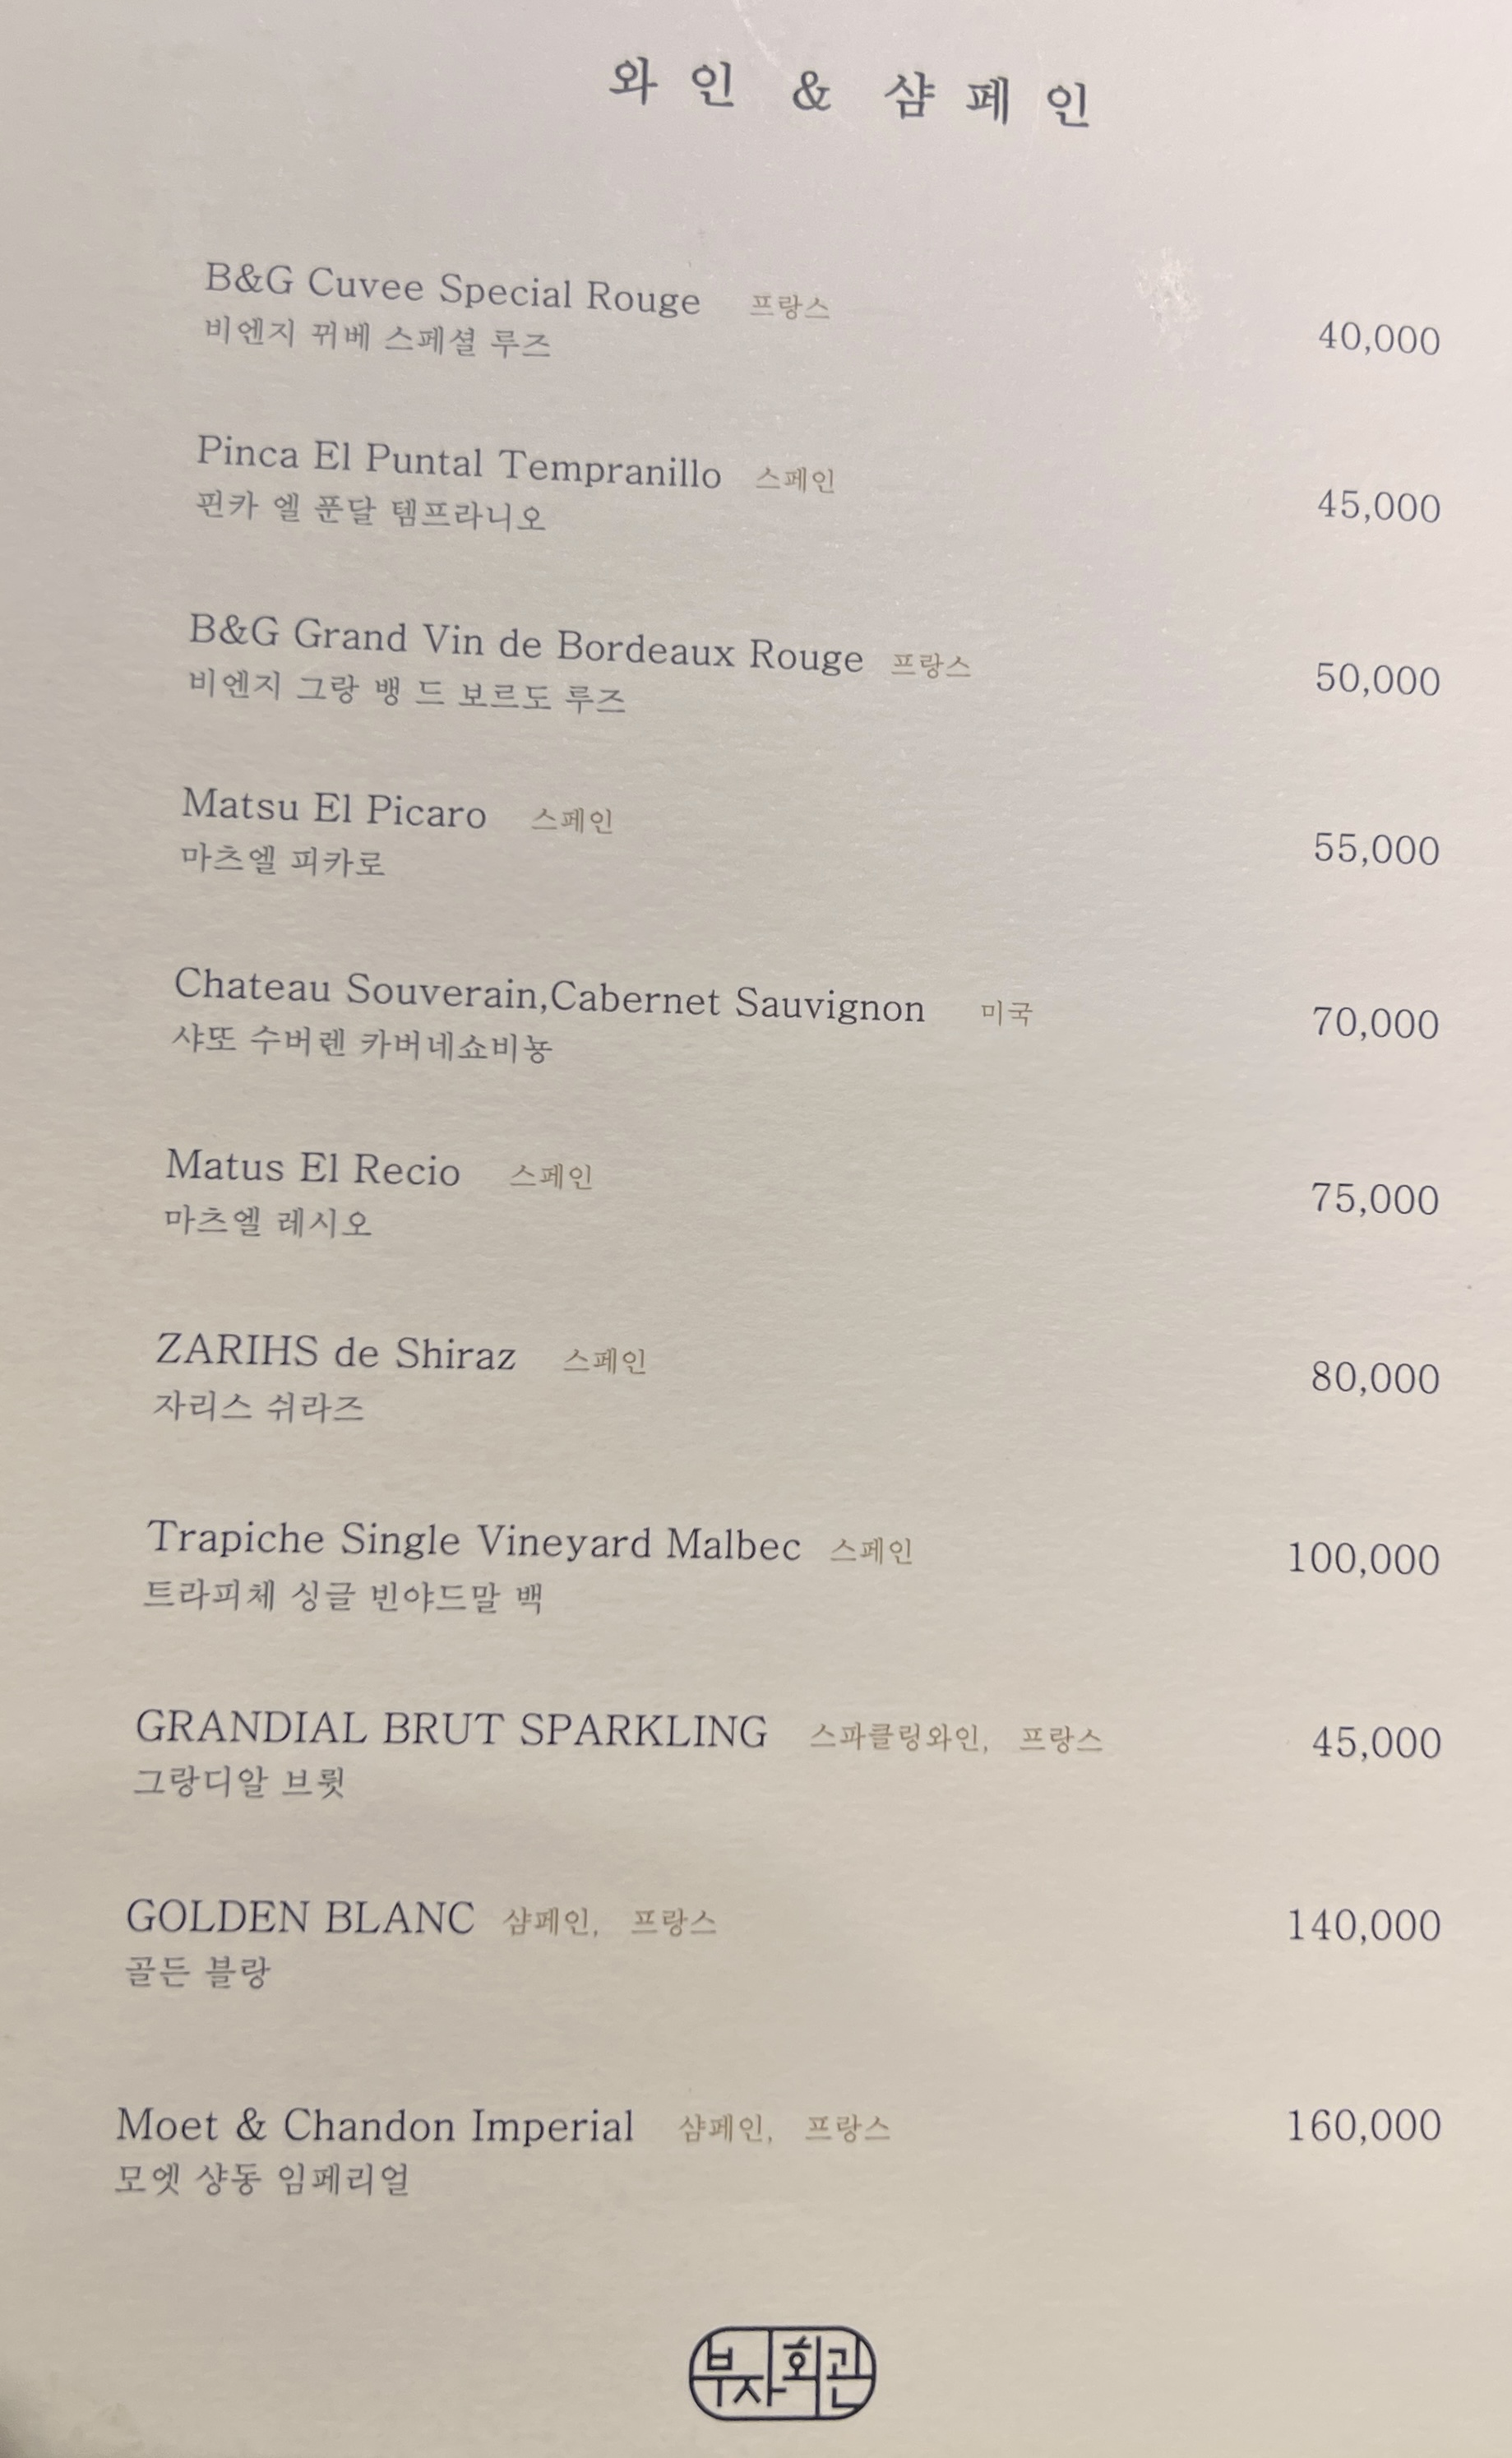 와인 & 샴페인
B&G Cuvee Special Rouge 프랑스
비엔지 뀌베 스페셜 루즈
40,000
Pinca El Puntal Tempranillo 스페인
핀카 엘 푼달 템프라니오
45,000
B&G Grand Vin de Bordeaux Rouge 프랑스
비엔지 그랑 뱅 드 보르도 루즈
50,000
Matsu El Picaro 스페인
마츠엘 피카로
55,000
Chateau Souverain,Cabernet Sauvignon 미국
샤또 수버렌 카버네쇼비뇽
70,000
Matus El Recio 스페인
마츠엘 레시오
75,000
ZARIHS de Shiraz 스페인
자리스 쉬라즈
80,000
Trapiche Single Vineyard Malbec 스페인
트라피체 싱글 빈야드말 백
100,000
GRANDIAL BRUT SPARKLING 스파클링와인, 프랑스
그랑디알 브륏
45,000
GOLDEN BLANC 샴페인, 프랑스
골든 블랑
140,000
Moet & Chandon Imperial 샴페인, 프랑스
모엣 샹동 임페리얼
160,000
부자회관